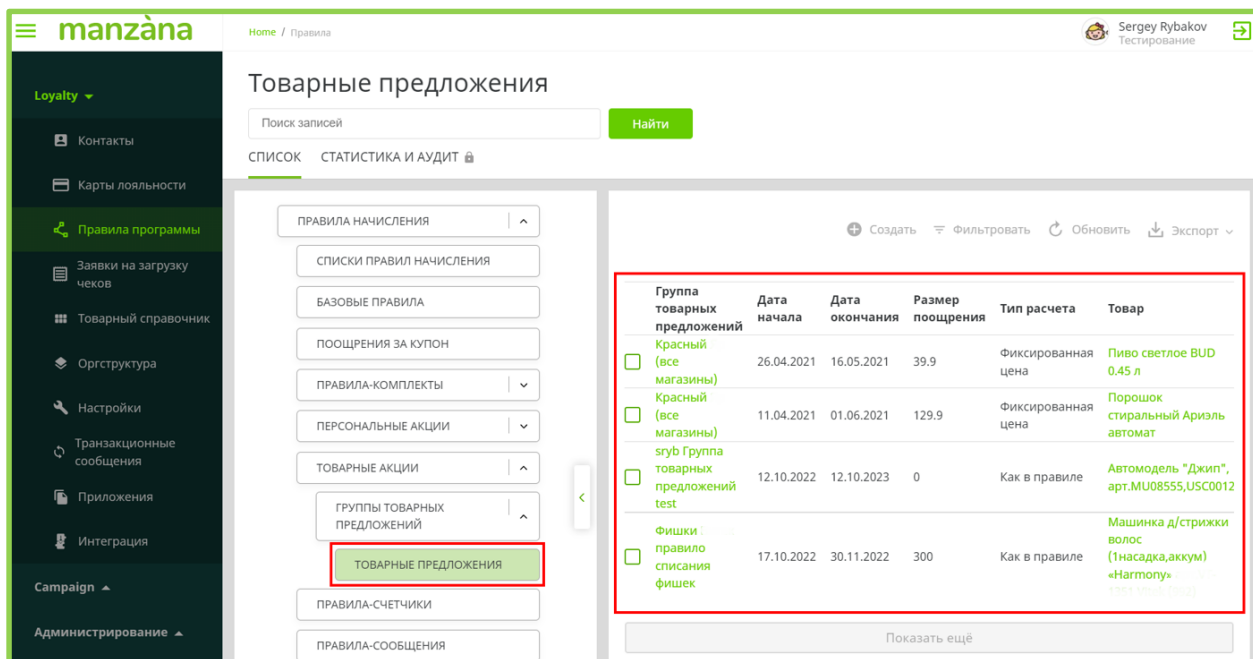 manzàna
Home / Правила
Sergey Rybakov
Тестирование
Loyalty
Контакты
Карты лояльности
Правила программы
Заявки на загрузку
чеков
Товарный справочник
Оргструктура
Настройки
Транзакционные
сообщения
Приложения
Интеграция
Campaign
Администрирование
Товарные предложения
Поиск записей
Найти
СПИСОК СТАТИСТИКА И АУДИТ
ПРАВИЛА НАЧИСЛЕНИЯ
СПИСКИ ПРАВИЛ НАЧИСЛЕНИЯ
БАЗОВЫЕ ПРАВИЛА
ПООЩРЕНИЯ ЗА КУПОН
ПРАВИЛА-КОМПЛЕКТЫ
ПЕРСОНАЛЬНЫЕ АКЦИИ
ТОВАРНЫЕ АКЦИИ
ГРУППЫ ТОВАРНЫХ
ПРЕДЛОЖЕНИЙ
ТОВАРНЫЕ ПРЕДЛОЖЕНИЯ
ПРАВИЛА-СЧЕТЧИКИ
ПРАВИЛА-СООБЩЕНИЯ
Создать Фильтровать Обновить Экспорт
Группа
товарных
предложений
Дата
начала
Дата
окончания
Размер
поощрения
Тип расчета
Товар
Красный
(все
магазины)
26.04.2021
16.05.2021
39.9
Фиксированная
цена
Пиво светлое BUD
0.45 л
Красный
(все
магазины)
11.04.2021
01.06.2021
129.9
Фиксированная
цена
Порошок
стиральный Ариэль
автомат
sryb Группа
товарных
предложений
test
12.10.2022
12.10.2023
0
Как в правиле
Автомодель "Джип",
арт.MU08555,USC0012
Фишки
правило
списания
фишек
17.10.2022
30.11.2022
300
Как в правиле
Машинка д/стрижки
волос
(1насадка,аккум)
«Harmony»
Показать ещё